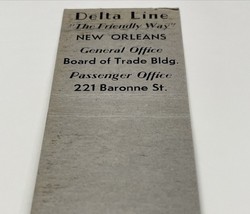 Delta Line
"The Friendly Way"
NEW ORLEANS
General Office
Board of Trade Bldg.
Passenger Office
221 Baronne St.